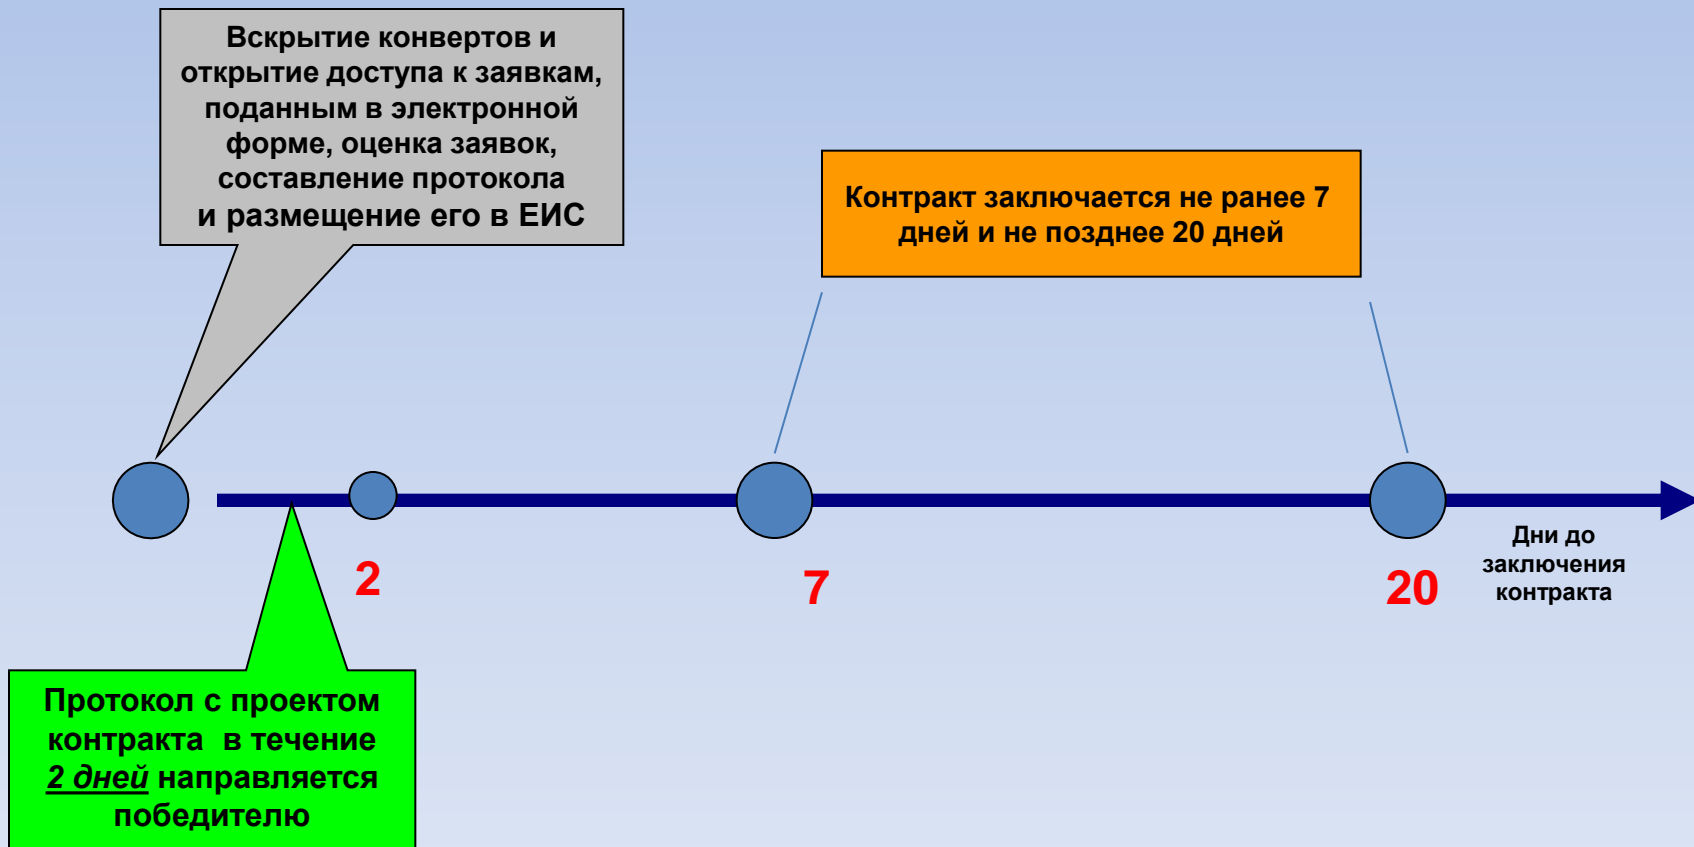 Вскрытие конвертов и
открытие доступа к заявкам,
поданным в электронной
форме, оценка заявок,
составление протокола
и размещение его в ЕИС
Контракт заключается не ранее 7
дней и не позднее 20 дней
2
7
20
Дни до
заключения
контракта
Протокол с проектом
контракта в течение
2 дней направляется
победителю